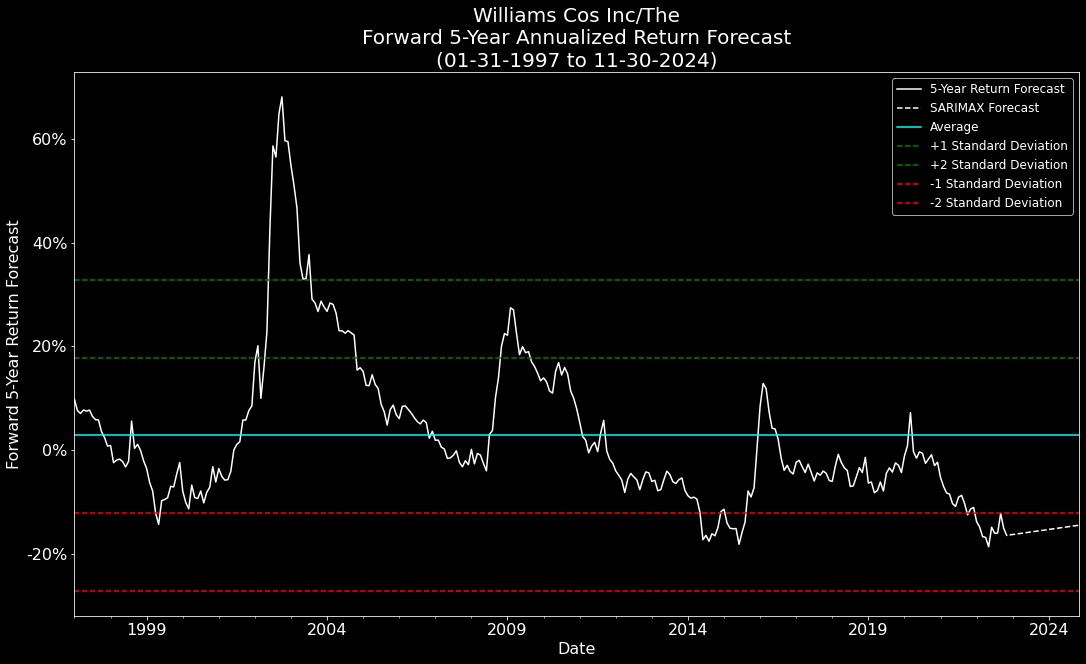 Williams Cos Inc/The
Forward 5-Year Annualized Return Forecast
(01-31-1997 to 11-30-2024)
5-Year Return Forecast
SARIMAX Forecast
Average
+1 Standard Deviation
+2 Standard Deviation
-1 Standard Deviation
-2 Standard Deviation
Forward 5-Year Return Forecast
60%
40%
20%
0%
-20%
1999
2004
2009
2014
2019
2024
Date